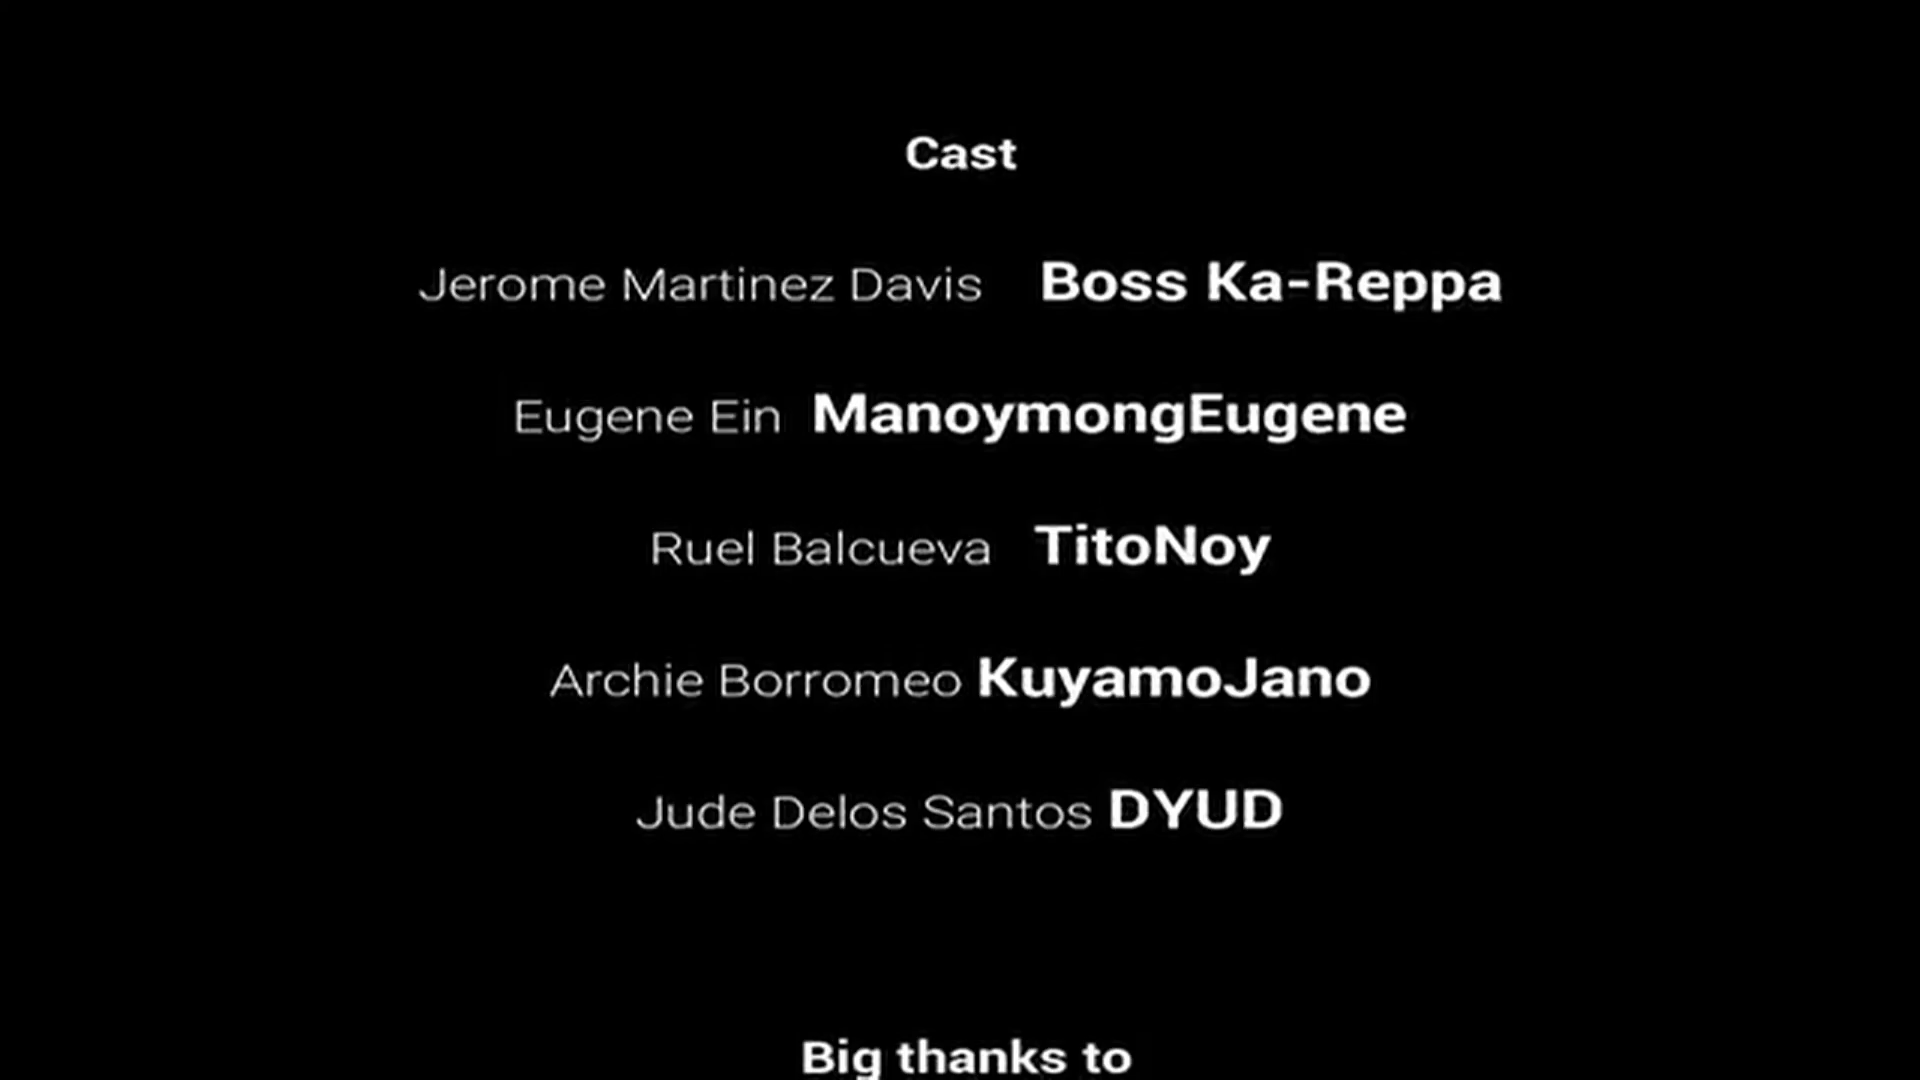 Cast
Jerome Martinez Davis Boss Ka-Reppa
Eugene Ein ManoymongEugene
Ruel Balcueva TitoNoy
Archie Borromeo KuyamoJano
Jude Delos Santos DYUD
Big thanks to